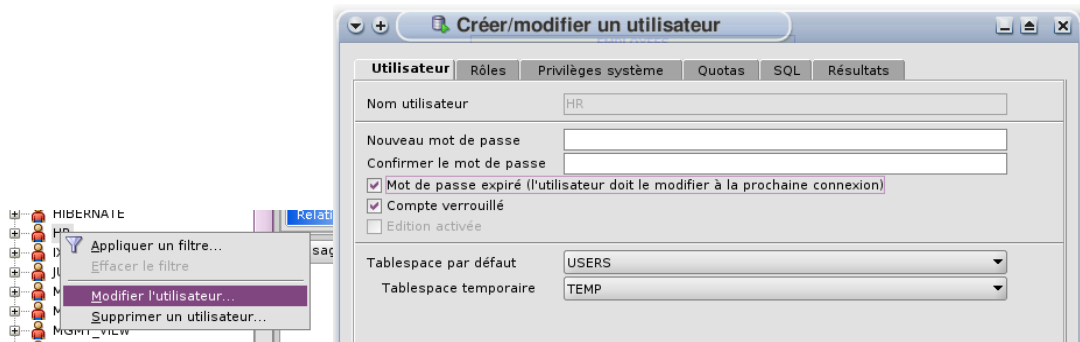 Créer/modifier un utilisateur
Utilisateur Rôles Privilèges système Quotas SQL Résultats
Nom utilisateur HR
Nouveau mot de passe
Confirmer le mot de passe
Mot de passe expiré (l'utilisateur doit le modifier à la prochaine connexion)
Compte verrouillé
Edition activée
Tablespace par défaut USERS
Tablespace temporaire TEMP
HIBERNATE
HR
Appliquer un filtre...
Effacer le filtre
Modifier l'utilisateur...
Supprimer un utilisateur...
MGMT_VIEW